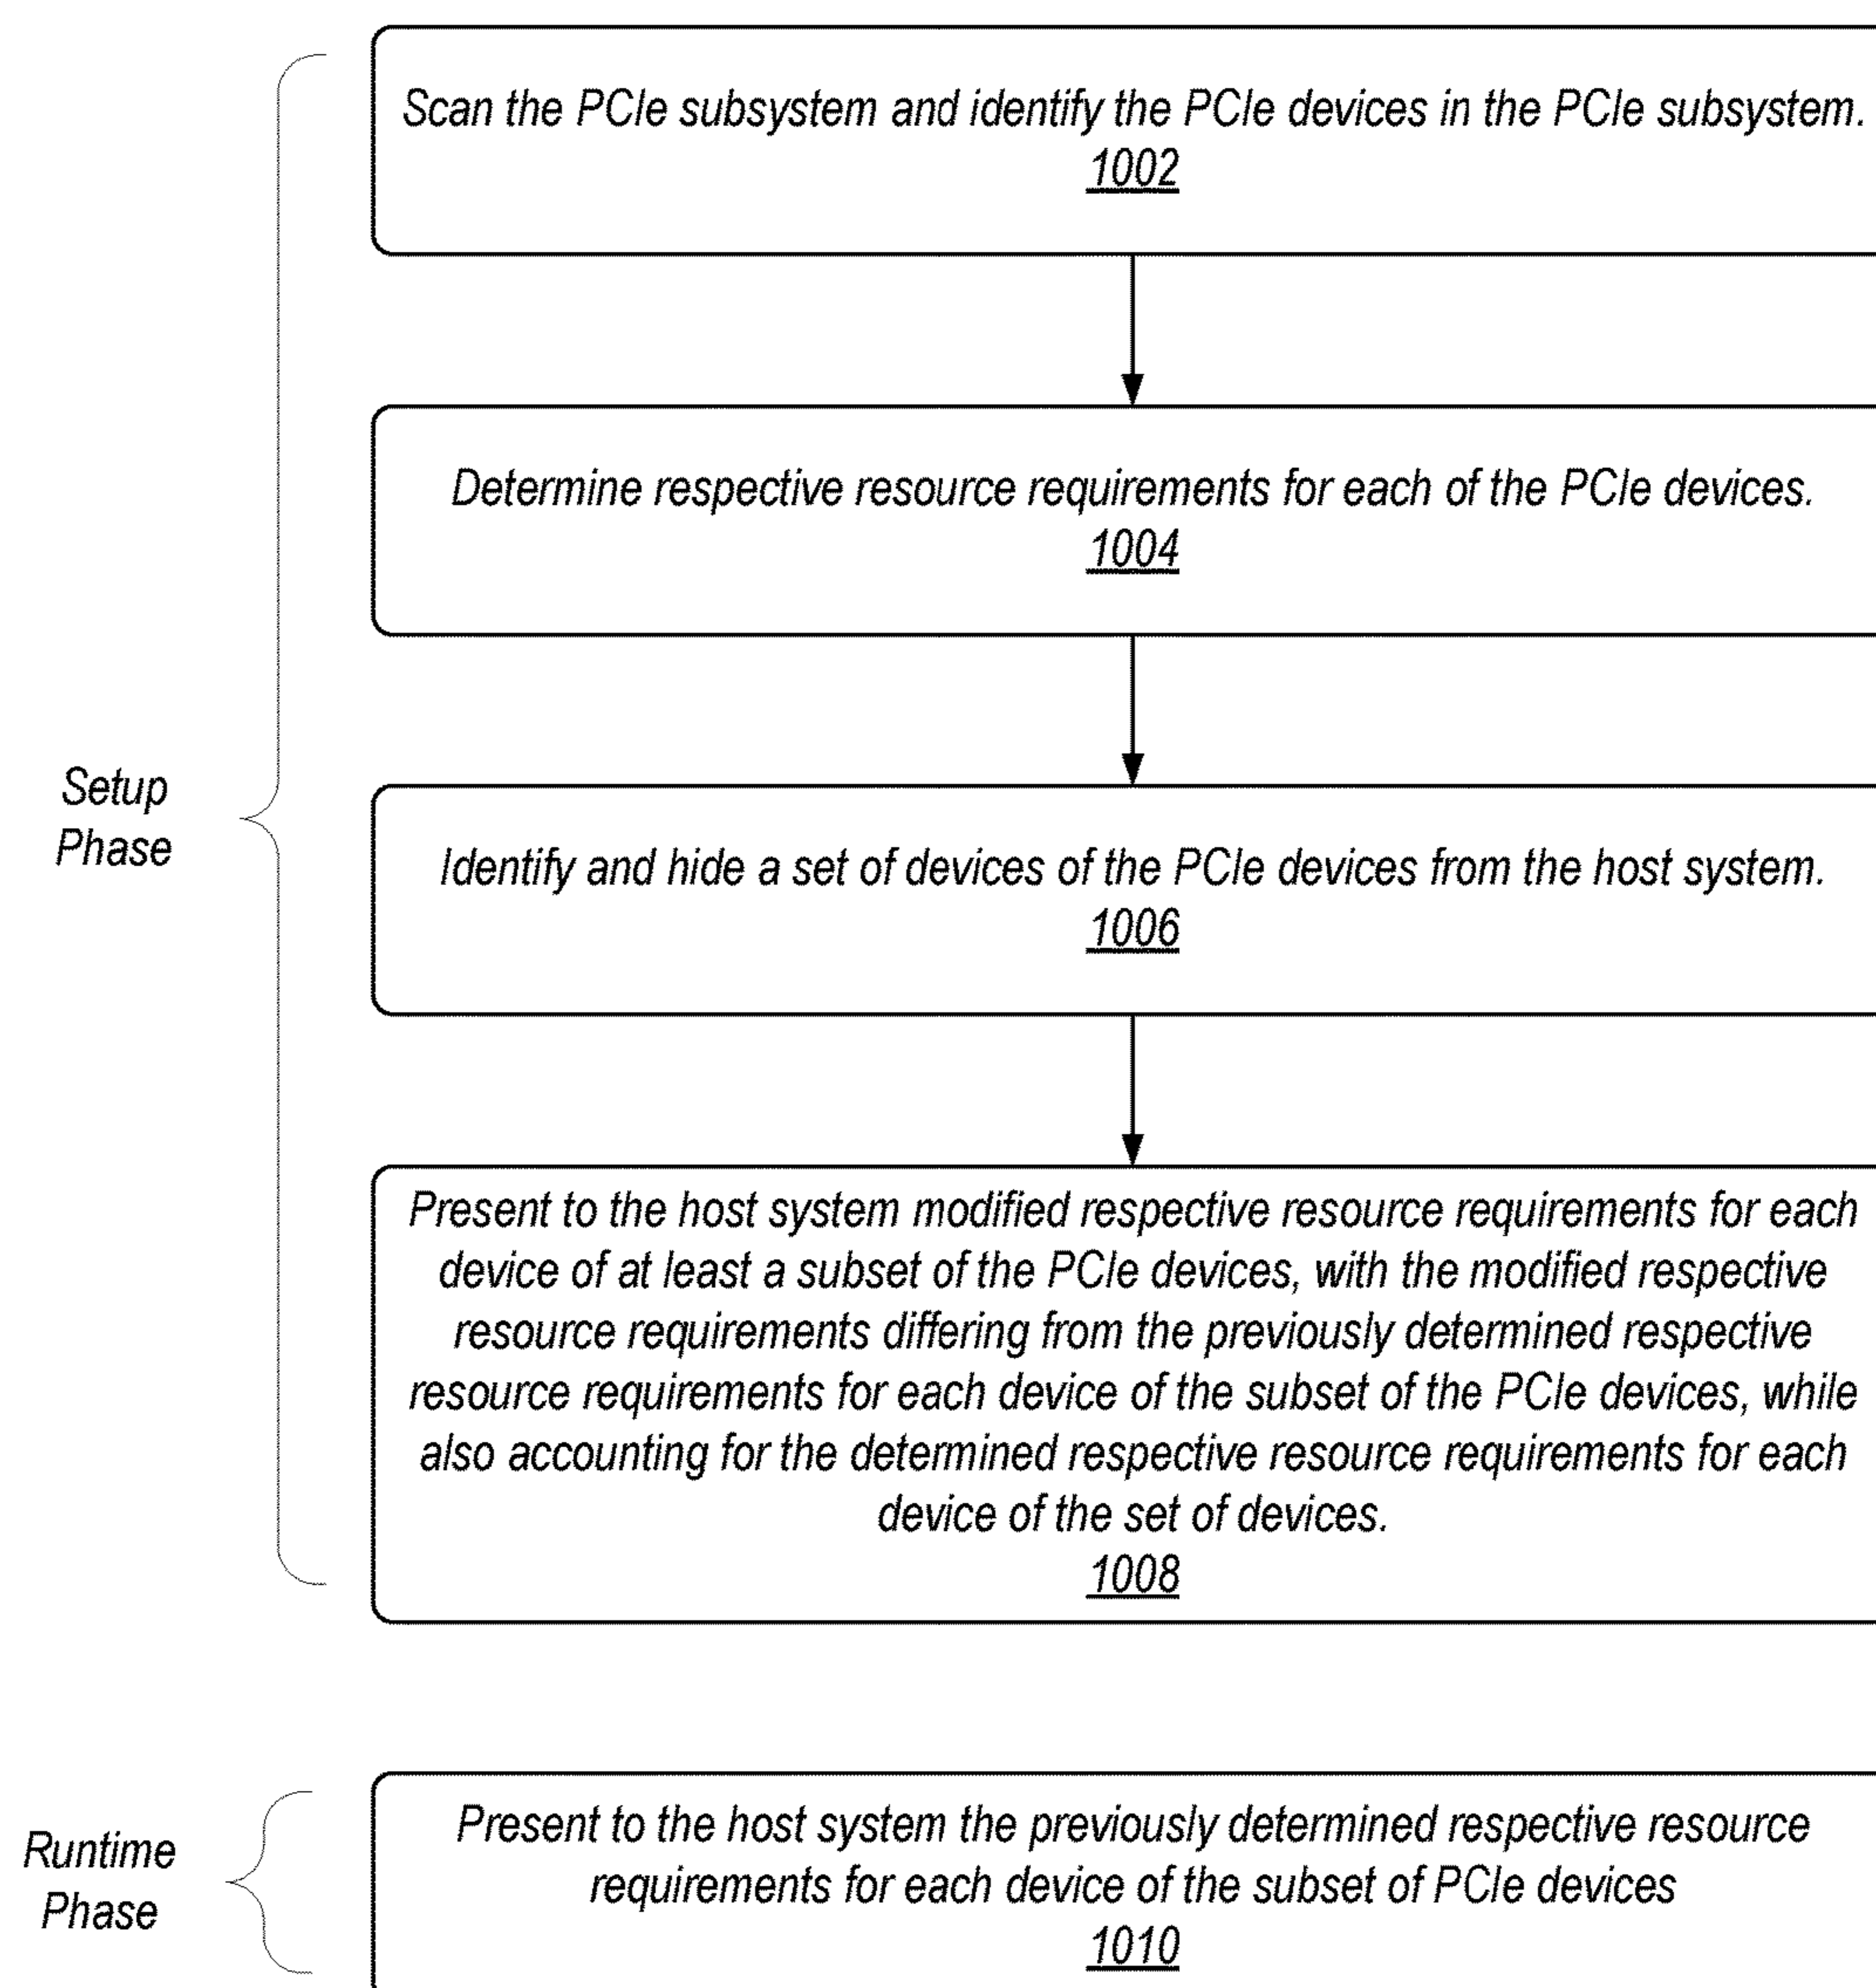 Scan the PCIe subsystem and identify the PCIe devices in the PCIe subsystem.
1002
Determine respective resource requirements for each of the PCIe devices.
1004
Setup
Phase
Identify and hide a set of devices of the PCIe devices from the host system.
1006
Present to the host system modified respective resource requirements for each
device of at least a subset of the PCIe devices, with the modified respective
resource requirements differing from the previously determined respective
resource requirements for each device of the subset of the PCIe devices, while
also accounting for the determined respective resource requirements for each
device of the set of devices.
1008
Runtime
Phase
Present to the host system the previously determined respective resource
requirements for each device of the subset of PCIe devices
1010